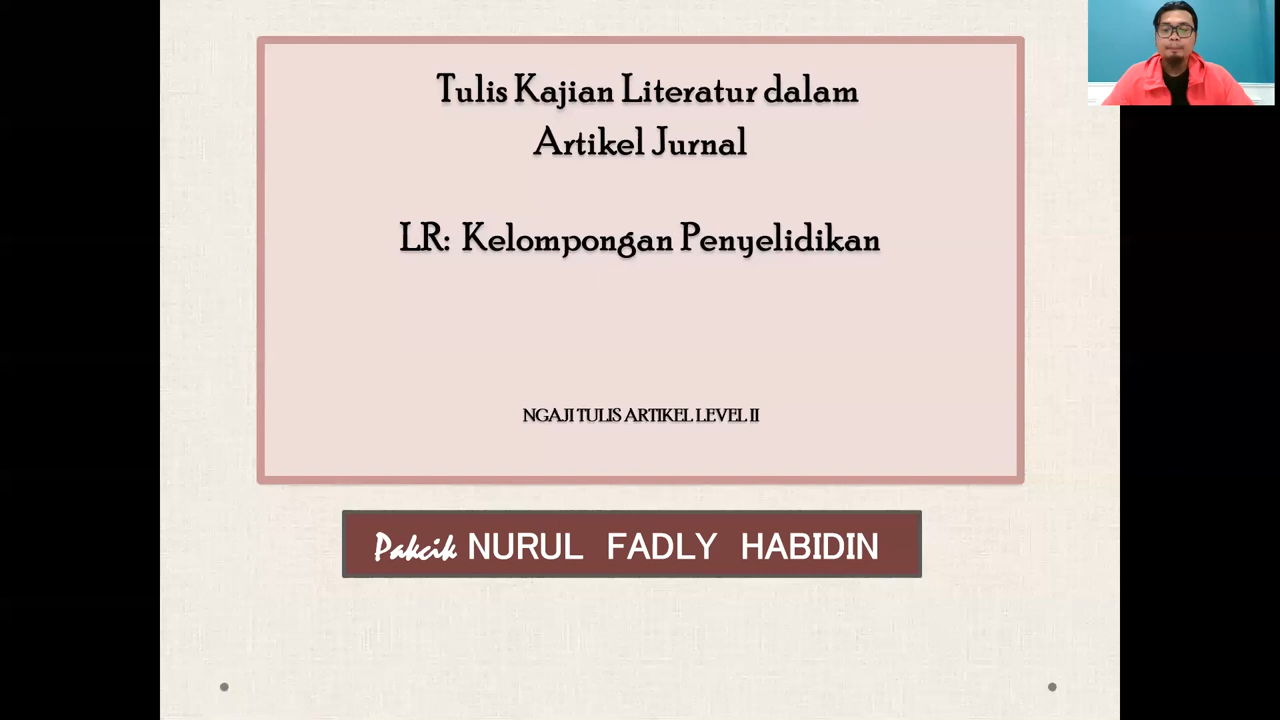 Tulis Kajian Literatur dalam
Artikel Jurnal
LR: Kelompongan Penyelidikan
NGAJI TULIS ARTIKEL LEVEL II
Pakcik NURUL FADLY HABIDIN